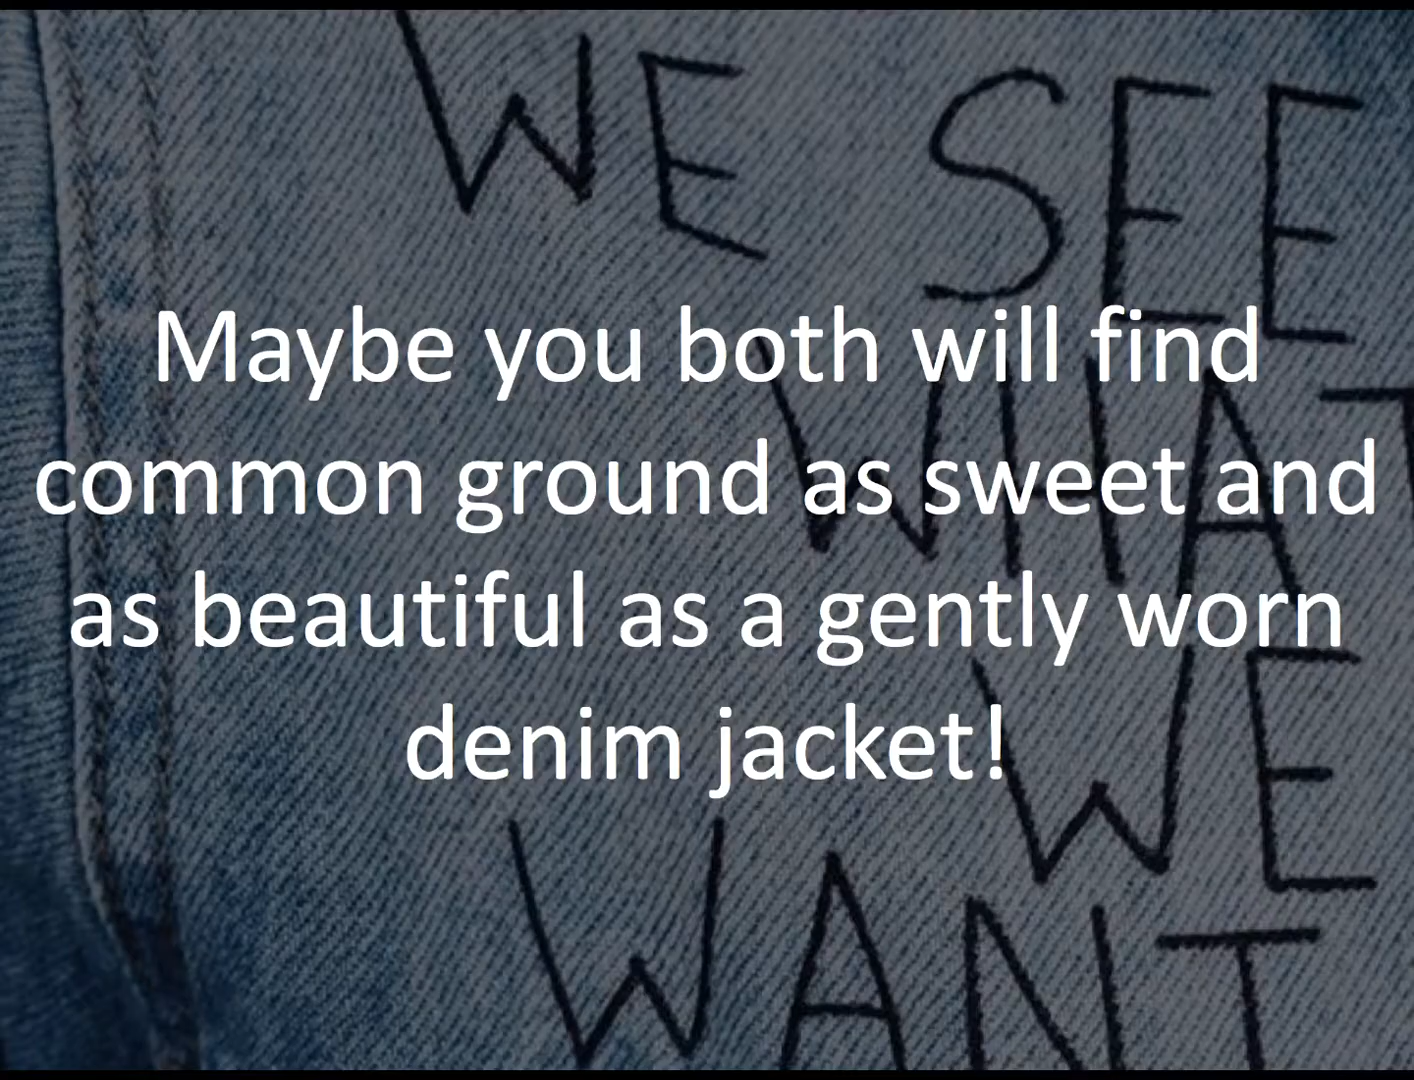 WE SEE
Maybe you both will find
WHAT
common ground as sweet and
as beautiful as a gently worn
WE
denim jacket!
WANT